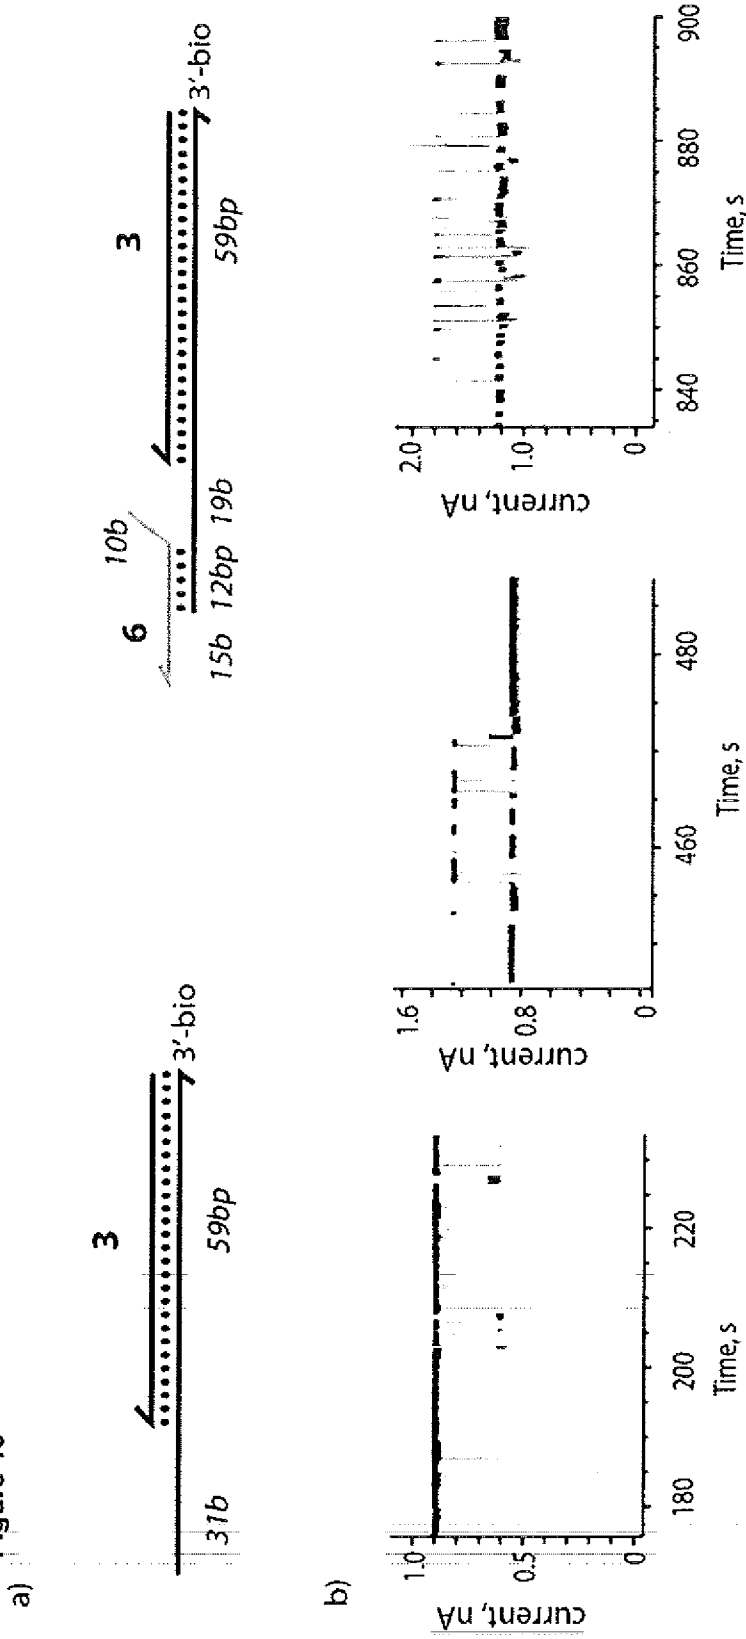 Figure
a)
3
31b
59bp
3'-bio
6
10b
3
15b 12bp 19b
59bp
3'-bio
b)
current, nA
1.0
0.5
0
180 200 220
Time, s
current, nA
1.6
0.8
0
460 480
Time, s
current, nA
2.0
1.0
0
840 860 880 900
Time, s